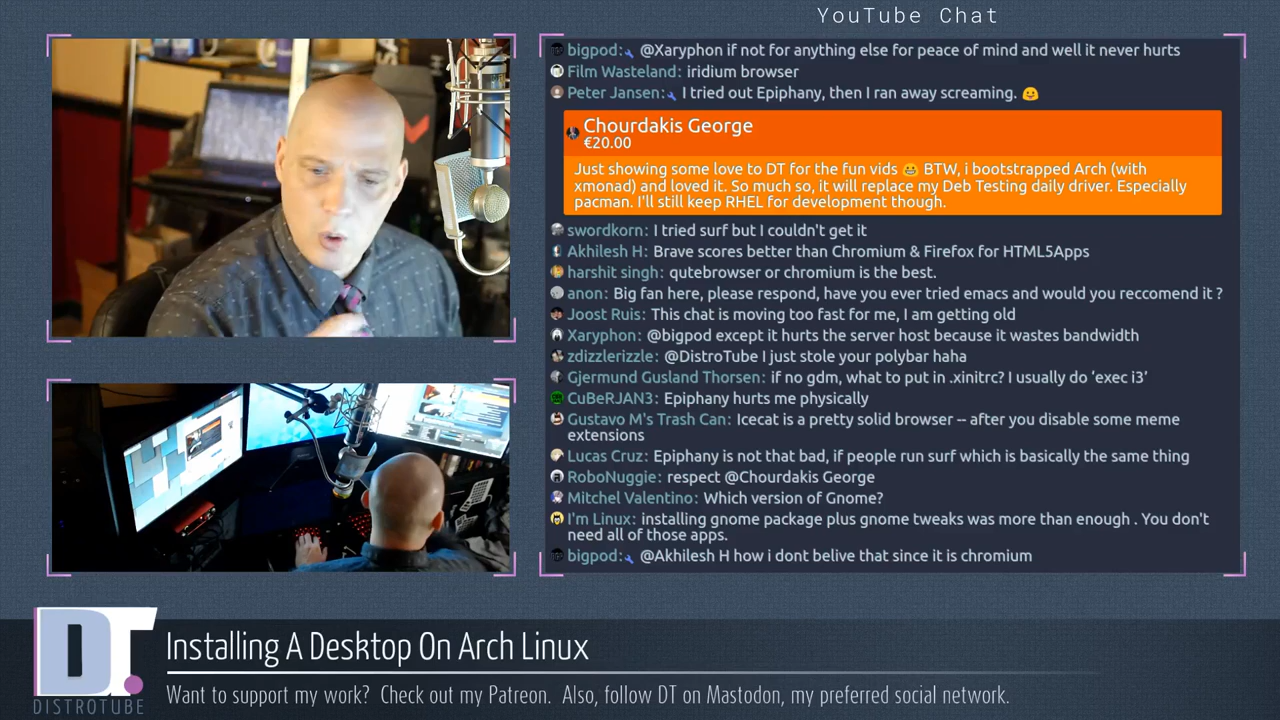 YouTube Chat
bigpod: @Xaryphon if not for anything else for peace of mind and well it never hurts
Film Wasteland: iridium browser
Peter Jansen: I tried out Epiphany, then I ran away screaming.
Chourdakis George
€20.00
Just showing some love to DT for the fun vids 😀 BTW, i bootstrapped Arch (with
xmonad) and loved it. So much so, it will replace my Deb Testing daily driver. Especially
pacman. I'll still keep RHEL for development though.
swordkorn: I tried surf but I couldn't get it
Akhilesh H: Brave scores better than Chromium & Firefox for HTML5Apps
harshit singh: qutebrowser or chromium is the best.
anon: Big fan here, please respond, have you ever tried emacs and would you reccomend it ?
Joost Ruis: This chat is moving too fast for me, I am getting old
Xaryphon: @bigpod except it hurts the server host because it wastes bandwidth
zdizzlerizzle: @DistroTube I just stole your polybar haha
Gjermund Gusland Thorsen: if no gdm, what to put in .xinitrc? I usually do ‘exec i3’
CuBeRJAN3: Epiphany hurts me physically
Gustavo M's Trash Can: Icecat is a pretty solid browser -- after you disable some meme
extensions
Lucas Cruz: Epiphany is not that bad, if people run surf which is basically the same thing
RoboNuggie: respect @Chourdakis George
Mitchel Valentino: Which version of Gnome?
I'm Linux: installing gnome package plus gnome tweaks was more than enough . You don't
need all of those apps.
bigpod: @Akhilesh H how i dont belive that since it is chromium
DT
DISTROTUBE
Installing A Desktop On Arch Linux
Want to support my work? Check out my Patreon. Also, follow DT on Mastodon, my preferred social network.